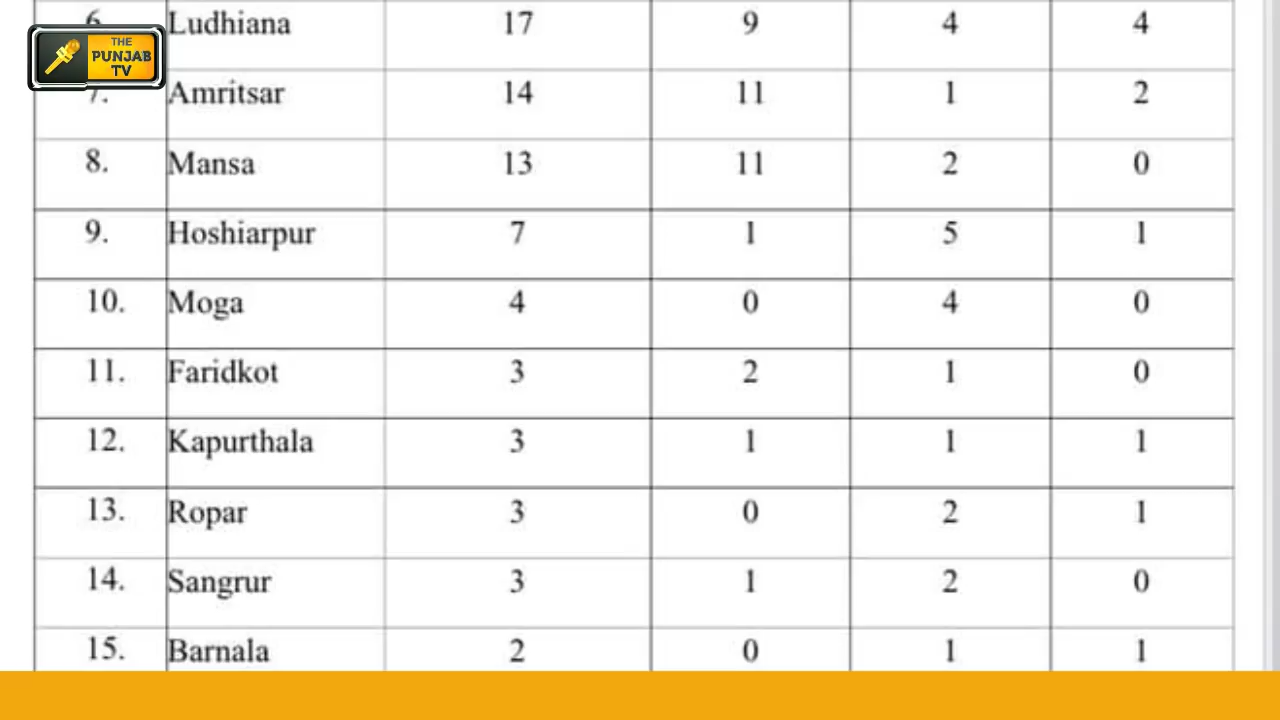 6. Ludhiana 17 9 4 4
THE
PUNJAB
TV
7. Amritsar 14 11 1 2
8. Mansa 13 11 2 0
9. Hoshiarpur 7 1 5 1
10. Moga 4 0 4 0
11. Faridkot 3 2 1 0
12. Kapurthala 3 1 1 1
13. Ropar 3 0 2 1
14. Sangrur 3 1 2 0
15. Barnala 2 0 1 1